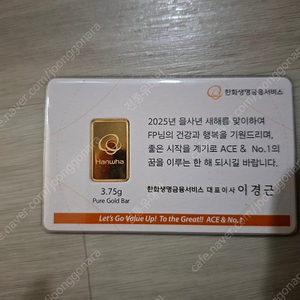 한화생명금융서비스
2025년 을사년 새해를 맞이하여
FP님의 건강과 행복을 기원드리며,
좋은 시작을 계기로 ACE & No.1의
꿈을 이루는 한 해 되시길 바랍니다.
Hanwha
3.75g
Pure Gold Bar
한화생명금융서비스 대표이사 이경근
Let's Go Value Up! To the Great!! ACE & No.1
cafe.naver.com/joonggonara